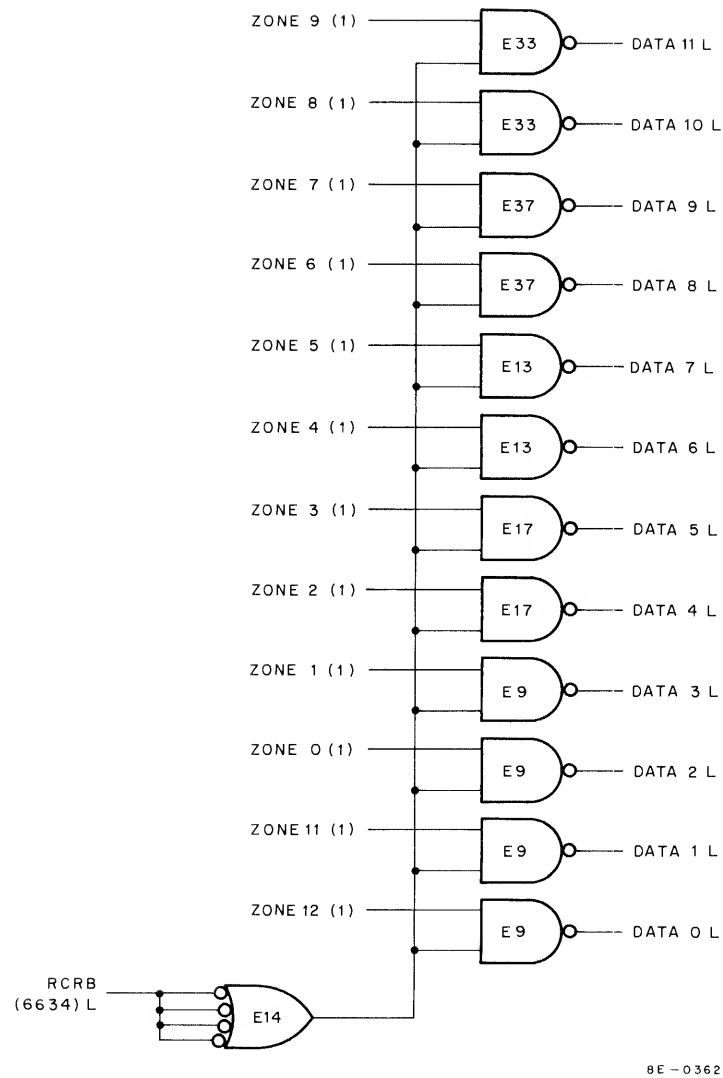 ZONE 9 (1) E33 DATA 11 L
ZONE 8 (1) E33 DATA 10 L
ZONE 7 (1) E37 DATA 9 L
ZONE 6 (1) E37 DATA 8 L
ZONE 5 (1) E13 DATA 7 L
ZONE 4 (1) E13 DATA 6 L
ZONE 3 (1) E17 DATA 5 L
ZONE 2 (1) E17 DATA 4 L
ZONE 1 (1) E9 DATA 3 L
ZONE 0 (1) E9 DATA 2 L
ZONE 11 (1) E9 DATA 1 L
ZONE 12 (1) E9 DATA 0 L
RCRB
(6634) L
E14
8E-0362